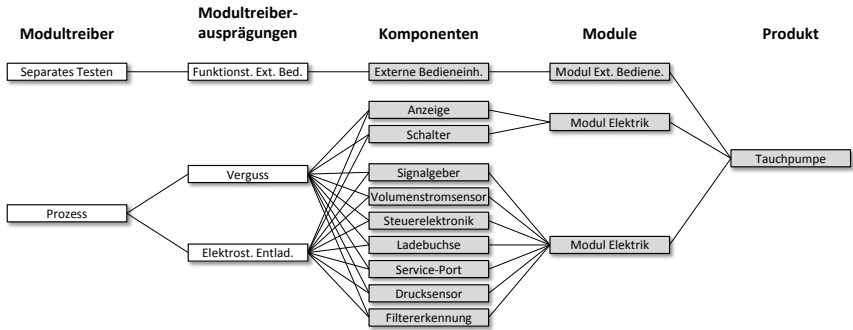 Modultreiber
Modultreiber-
ausprägungen
Komponenten
Module
Produkt
Separates Testen
Funktionst. Ext. Bed.
Externe Bedieneinh.
Modul Ext. Bediene.
Anzeige
Schalter
Modul Elektrik
Tauchpumpe
Verguss
Signalgeber
Volumenstromsensor
Prozess
Steuerelektronik
Elektrost. Entlad.
Ladebuchse
Modul Elektrik
Service-Port
Drucksensor
Filtererkennung